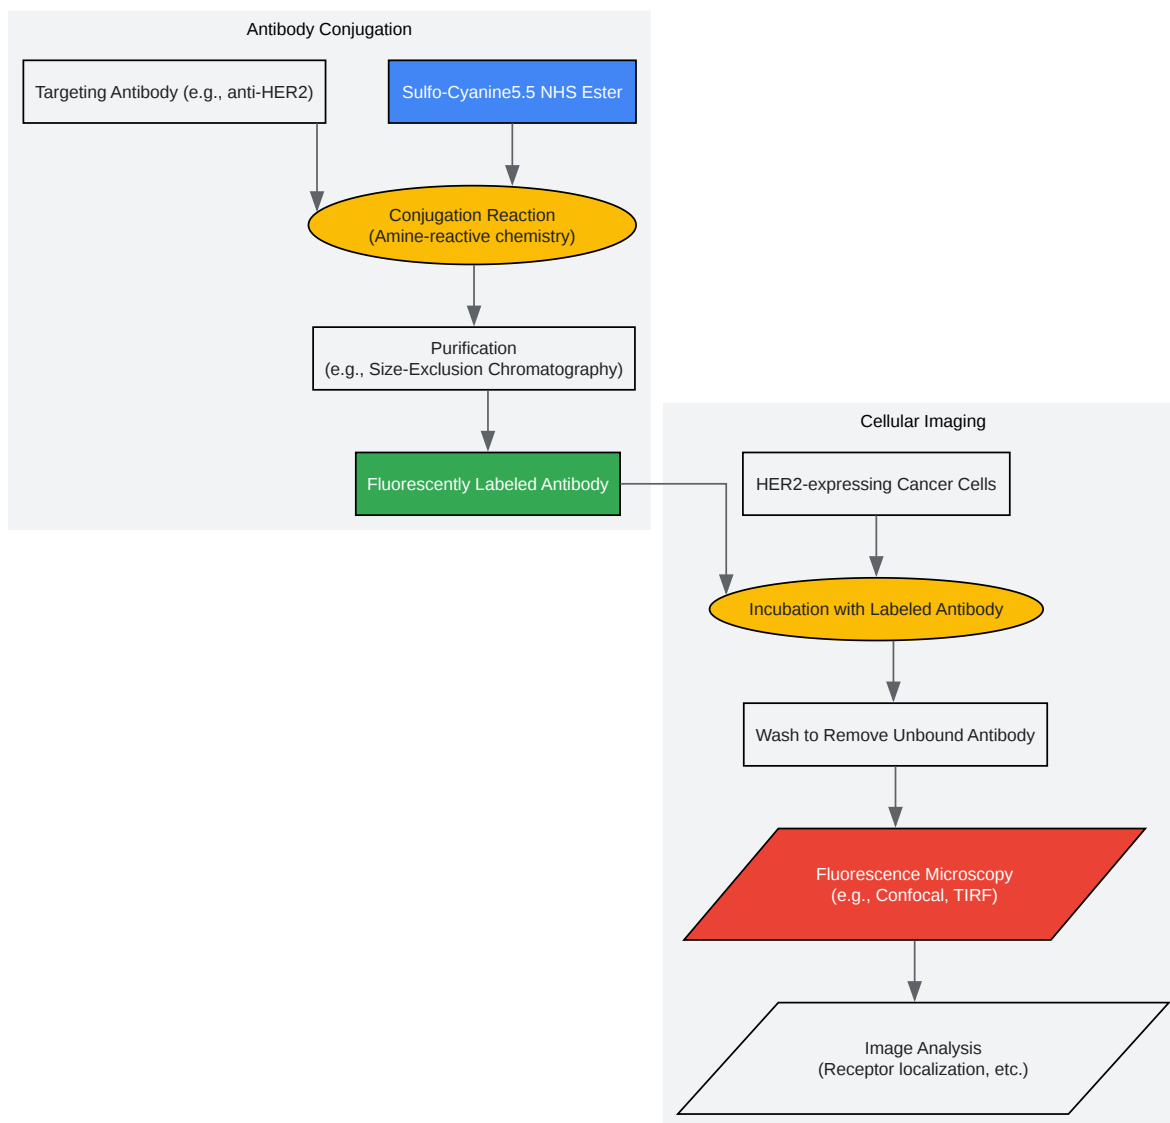 Antibody Conjugation
Targeting Antibody (e.g., anti-HER2)
Sulfo-Cyanine5.5 NHS Ester
Conjugation Reaction
(Amine-reactive chemistry)
Purification
(e.g., Size-Exclusion Chromatography)
Fluorescently Labeled Antibody
Cellular Imaging
HER2-expressing Cancer Cells
Incubation with Labeled Antibody
Wash to Remove Unbound Antibody
Fluorescence Microscopy
(e.g., Confocal, TIRF)
Image Analysis
(Receptor localization, etc.)